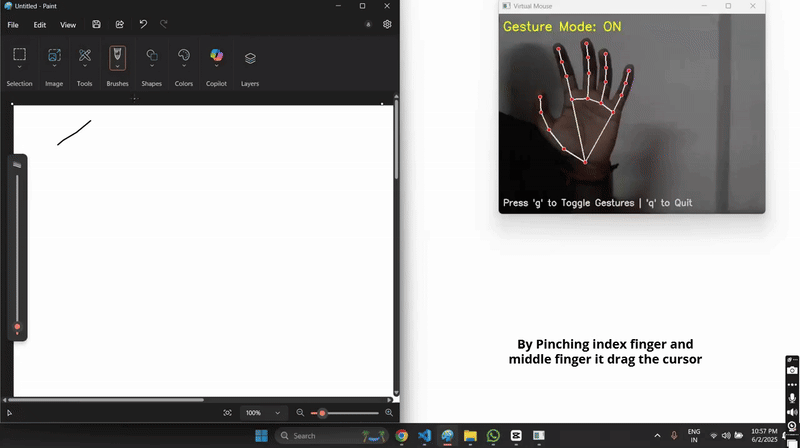 Untitled - Paint
File Edit View
Selection Image Tools Brushes Shapes Colors Copilot Layers
100%
Virtual Mouse
Gesture Mode: ON
Press 'g' to Toggle Gestures | 'q' to Quit
By Pinching index finger and
middle finger it drag the cursor
Search
ENG
IN
10:57 PM
6/2/2025